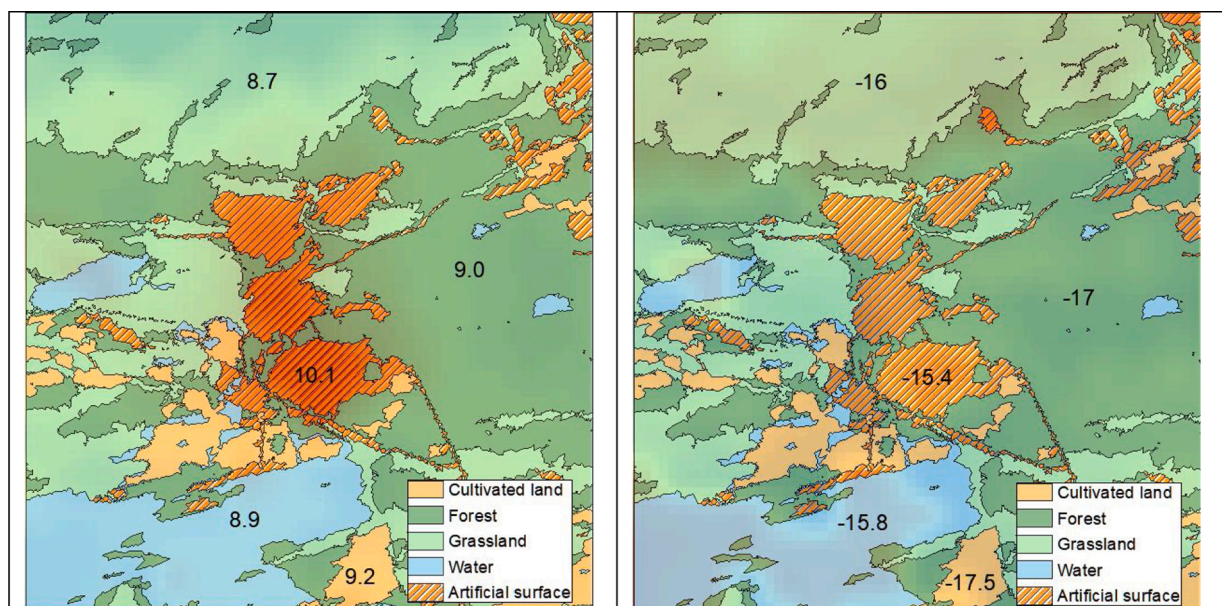 8.7
9.0
10.1
8.9
9.2
Cultivated land
Forest
Grassland
Water
Artificial surface
-16
-17
-15.4
-15.8
-17.5
Cultivated land
Forest
Grassland
Water
Artificial surface